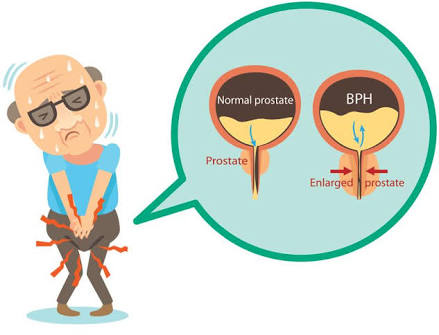 Normal prostate
BPH
Prostate
Enlarged prostate